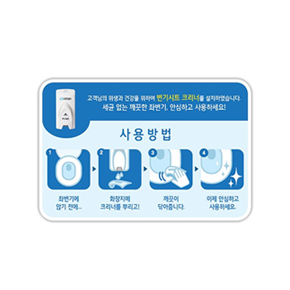 고객님의 위생과 건강을 위하여 변기시트 크리너를 설치하였습니다.
세균 없는 깨끗한 좌변기. 안심하고 사용하세요!
사용방법
1 2 3 4
좌변기에
앉기 전에...
화장지에
크리너를 뿌리고!
깨끗이
닦아줍니다.
이제 안심하고
사용하세요.